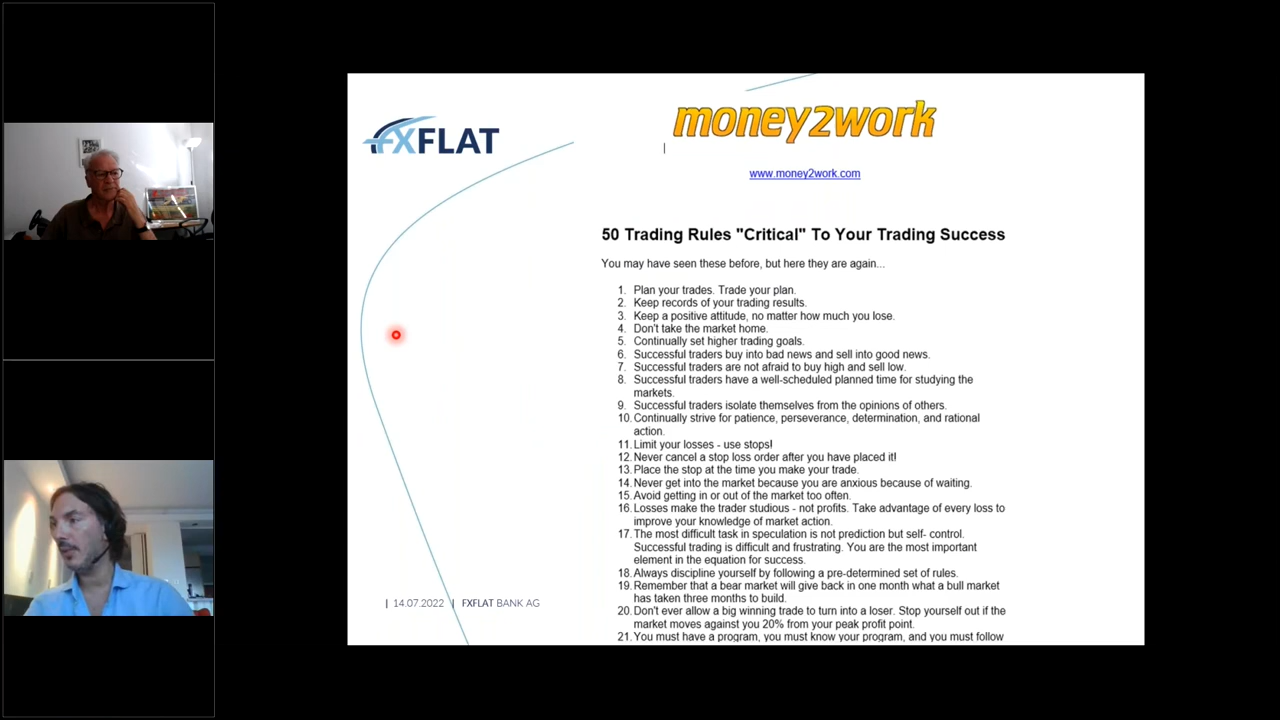 FXFLAT
money2work
www.money2work.com
50 Trading Rules "Critical" To Your Trading Success
You may have seen these before, but here they are again...
1. Plan your trades. Trade your plan.
2. Keep records of your trading results.
3. Keep a positive attitude, no matter how much you lose.
4. Don't take the market home.
5. Continually set higher trading goals.
6. Successful traders buy into bad news and sell into good news.
7. Successful traders are not afraid to buy high and sell low.
8. Successful traders have a well-scheduled planned time for studying the
markets.
9. Successful traders isolate themselves from the opinions of others.
10. Continually strive for patience, perseverance, determination, and rational
action.
11. Limit your losses - use stops!
12. Never cancel a stop loss order after you have placed it!
13. Place the stop at the time you make your trade.
14. Never get into the market because you are anxious because of waiting.
15. Avoid getting in or out of the market too often.
16. Losses make the trader studious - not profits. Take advantage of every loss to
improve your knowledge of market action.
17. The most difficult task in speculation is not prediction but self- control.
Successful trading is difficult and frustrating. You are the most important
element in the equation for success.
18. Always discipline yourself by following a pre-determined set of rules.
19. Remember that a bear market will give back in one month what a bull market
has taken three months to build.
20. Don't ever allow a big winning trade to turn into a loser. Stop yourself out if the
market moves against you 20% from your peak profit point.
21. You must have a program, you must know your program, and you must follow
| 14.07.2022 | FXFLAT BANK AG